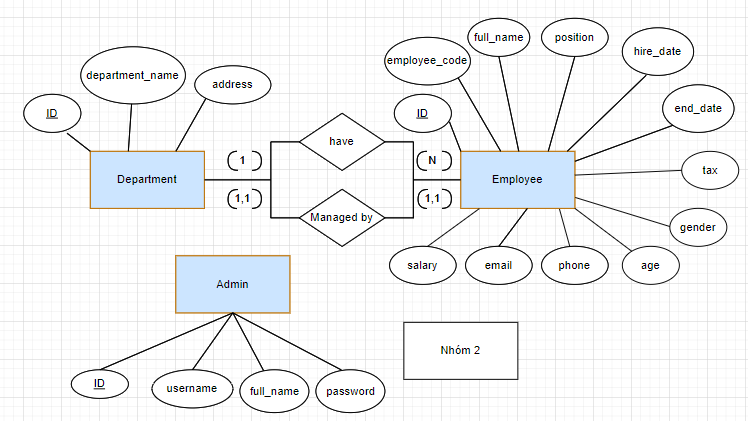 full_name
position
hire_date
employee_code
department_name
address
end_date
ID
ID
have
1
N
tax
Department
Employee
1,1
1,1
Managed by
gender
salary
email
phone
age
Admin
Nhóm 2
ID
username
full_name
password